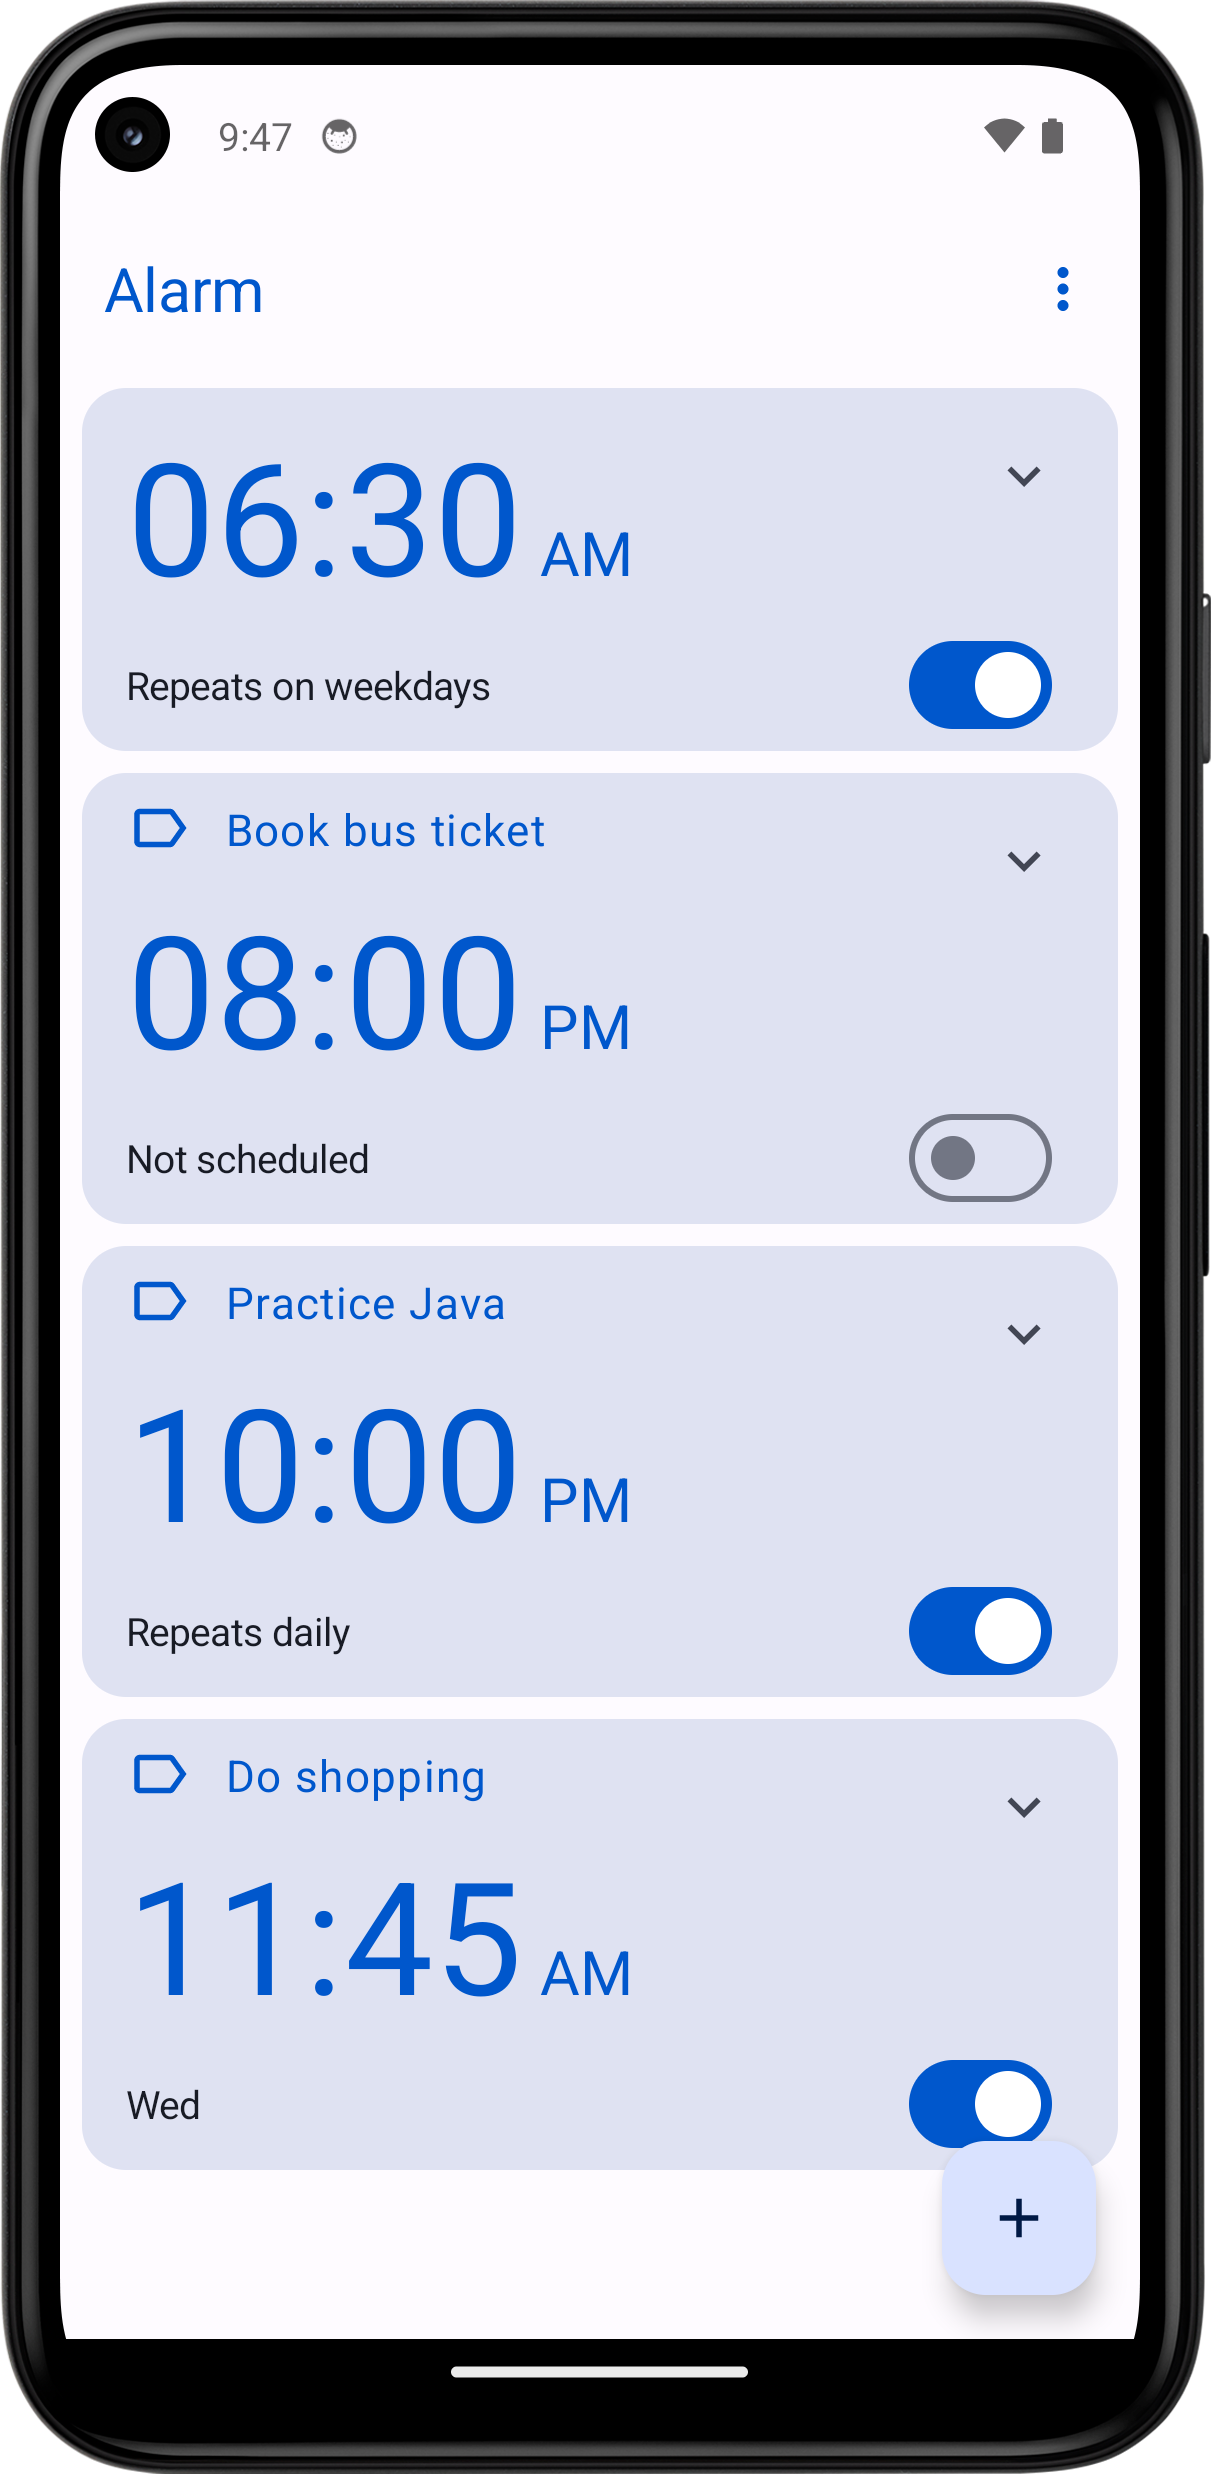 9:47
Alarm
06:30 AM
Repeats on weekdays
Book bus ticket
08:00 PM
Not scheduled
Practice Java
10:00 PM
Repeats daily
Do shopping
11:45 AM
Wed